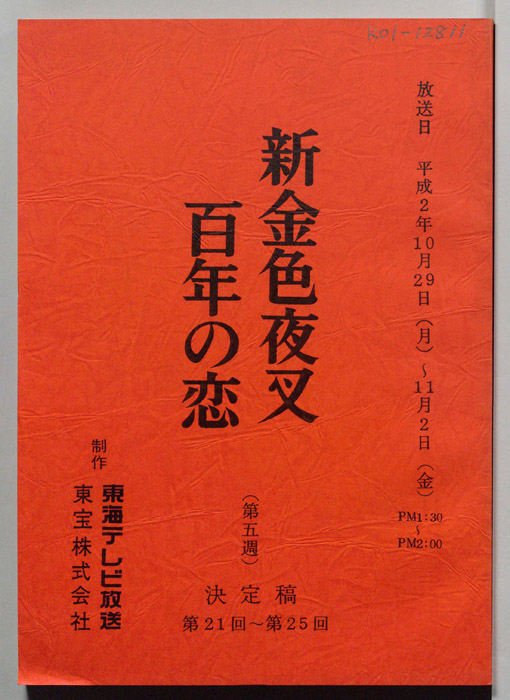 K01-12811
放送日 平成2年10月29日（月）～11月2日（金）
PM1:30
～
PM2:00
新金色夜叉
百年の恋
（第五週）
決定稿
第21回～第25回
制作
東海テレビ放送
東宝株式会社